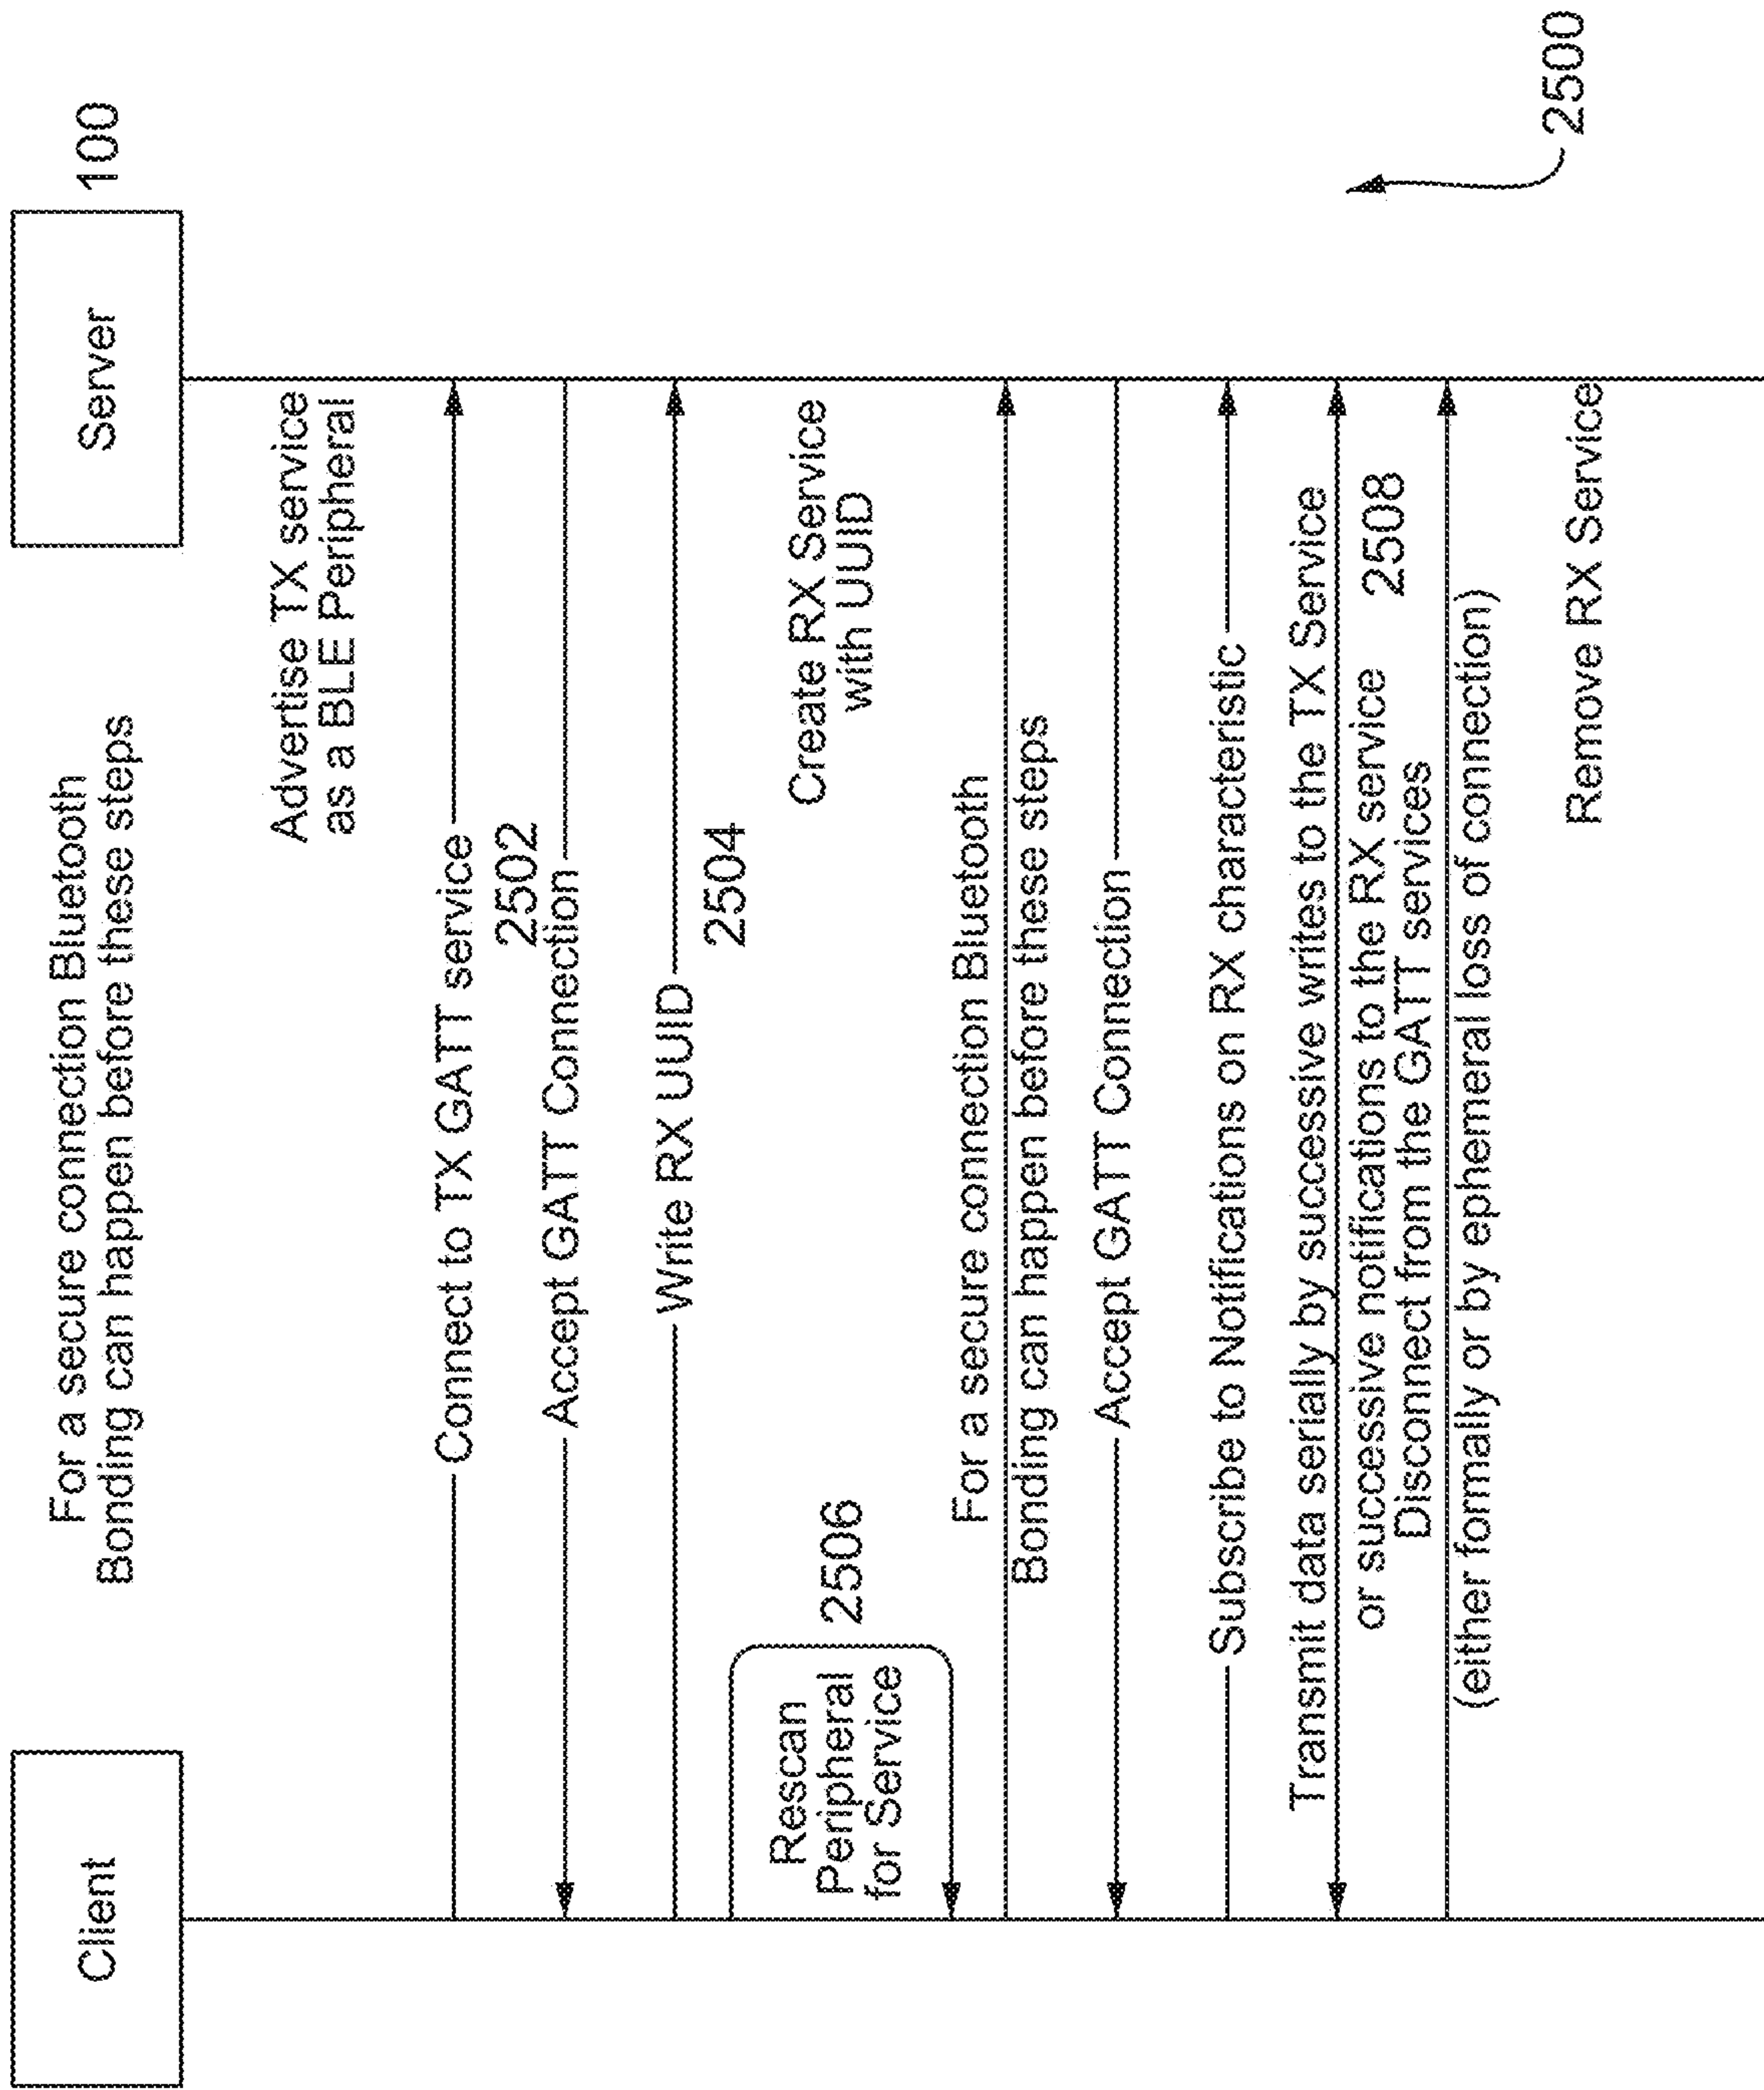 Client
Server
100
For a secure connection Bluetooth
Bonding can happen before these steps
Advertise TX service
as a BLE Peripheral
Connect to TX GATT service
2502
Accept GATT Connection
Write RX UUID
2504
Rescan
Peripheral
for Service
2506
Create RX Service
with UUID
For a secure connection Bluetooth
Bonding can happen before these steps
Accept GATT Connection
Subscribe to Notifications on RX characteristic
Transmit data serially by successive writes to the TX Service
or successive notifications to the RX service
2508
Disconnect from the GATT services
(either formally or by ephemeral loss of connection)
Remove RX Service
2500